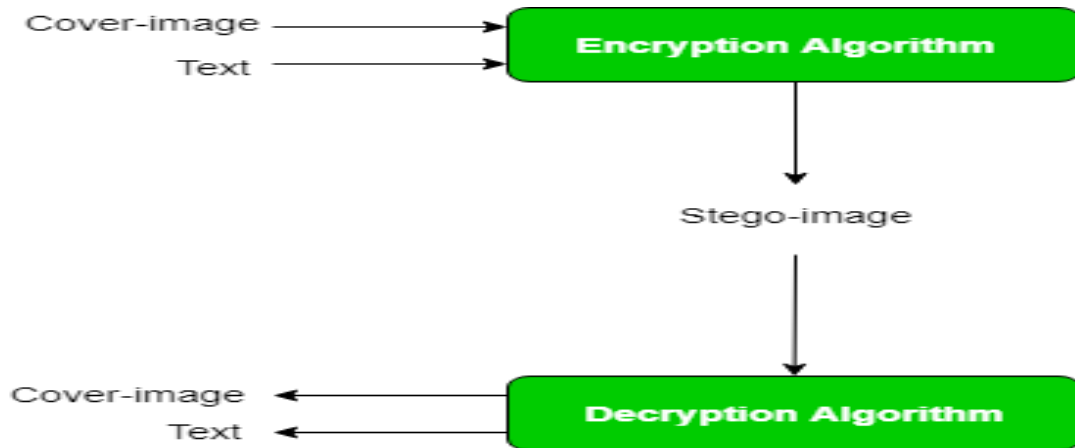 Cover-image
Encryption Algorithm
Text
Stego-image
Cover-image
Decryption Algorithm
Text